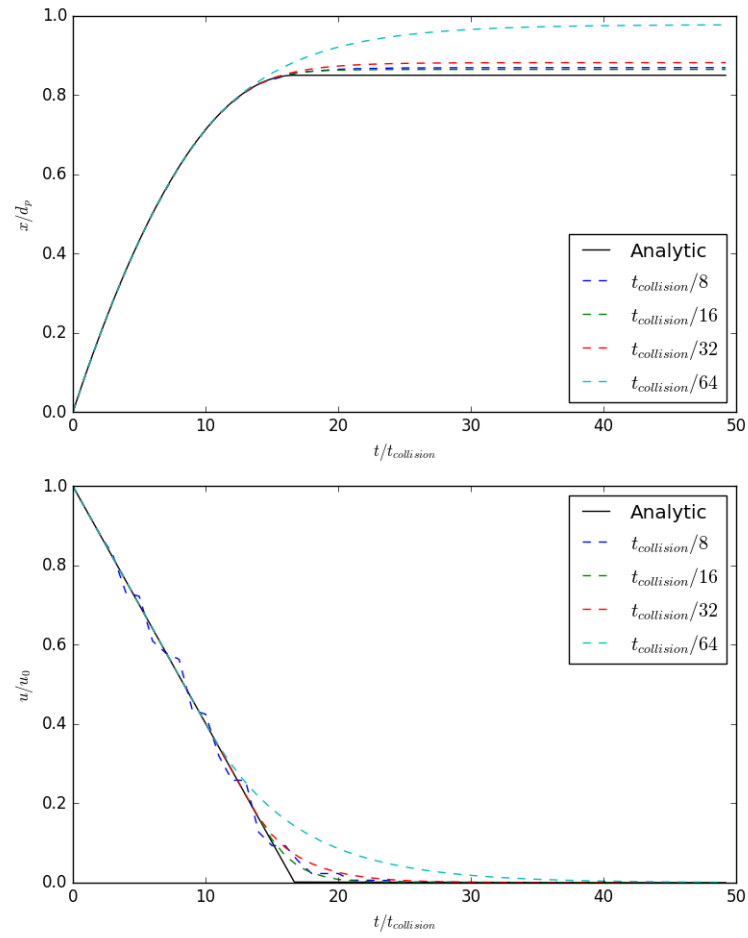 1.0
0.8
0.6
0.4
0.2
0.0
x/d_p
0 10 20 30 40 50
t/t_collision
Analytic
t_collision/8
t_collision/16
t_collision/32
t_collision/64
1.0
0.8
0.6
0.4
0.2
0.0
u/u_0
0 10 20 30 40 50
t/t_collision
Analytic
t_collision/8
t_collision/16
t_collision/32
t_collision/64